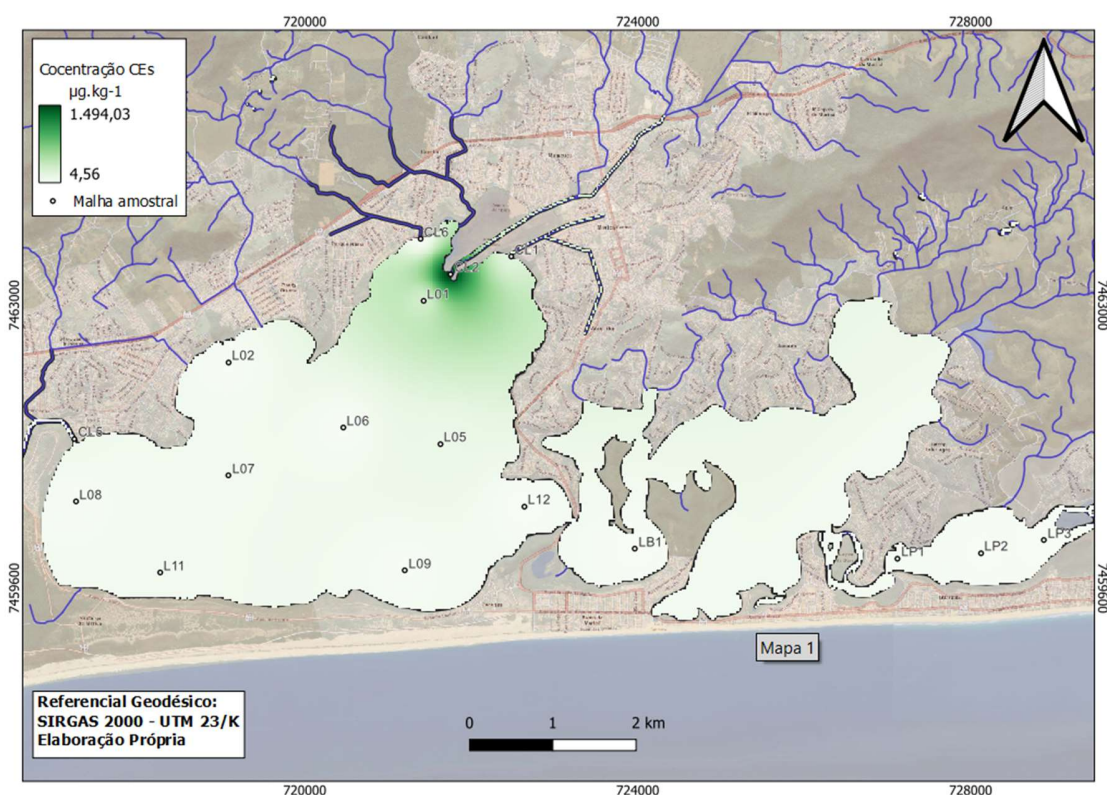 720000
724000
728000
Cocentração CEs
µg.kg-1
1.494,03
4,56
Malha amostral
CL6
CL1
CL2
L01
7463000
7463000
L02
L06
L05
CL5
L07
L08
L12
LB1
LP3
LP2
LP1
L11
L09
7459600
7459600
Mapa 1
Referencial Geodésico:
SIRGAS 2000 - UTM 23/K
Elaboração Própria
0 1 2 km
720000
724000
728000